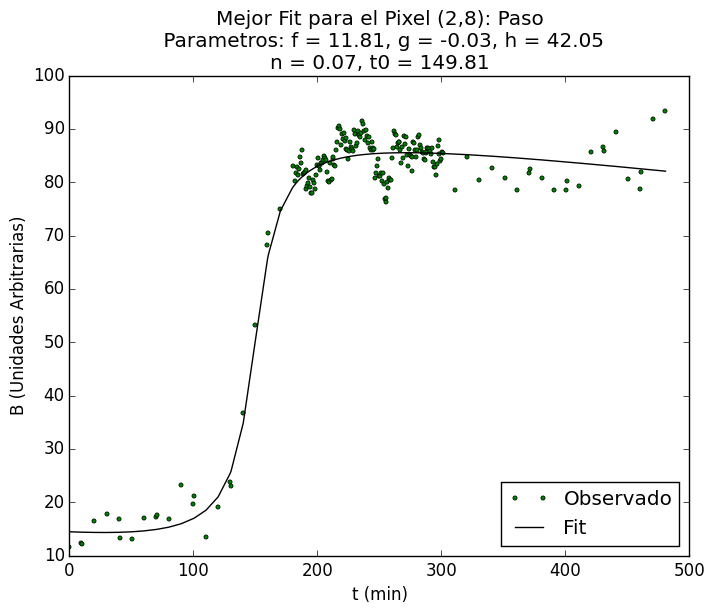 Mejor Fit para el Pixel (2,8): Paso
Parametros: f = 11.81, g = -0.03, h = 42.05
n = 0.07, t0 = 149.81
100
90
80
70
60
50
40
30
20
10
B (Unidades Arbitrarias)
Observado
Fit
0 100 200 300 400 500
t (min)